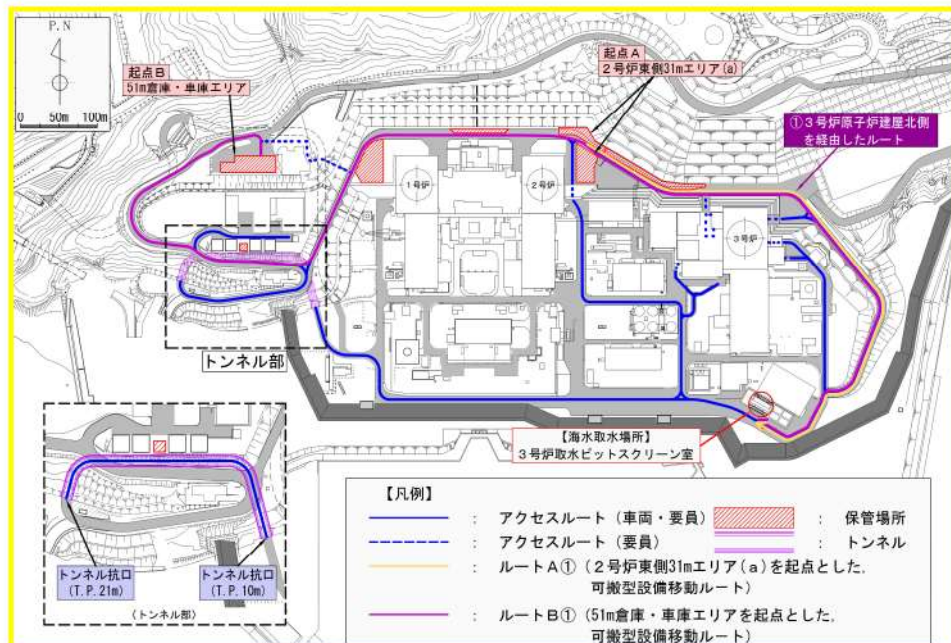 P.N
0 50m 100m
起点B
51m倉庫・車庫エリア
起点A
2号炉東側31mエリア(a)
①3号炉原子炉建屋北側
を経由したルート
1号炉
2号炉
3号炉
トンネル部
【海水取水場所】
3号炉取水ピットスクリーン室
トンネル抗口
(T.P.21m)
トンネル抗口
(T.P.10m)
(トンネル部)
【凡例】
: アクセスルート (車両・要員)
: 保管場所
: アクセスルート (要員)
: トンネル
: ルートA① (2号炉東側31mエリア(a)を起点とした,
可搬型設備移動ルート)
: ルートB① (51m倉庫・車庫エリアを起点とした,
可搬型設備移動ルート)